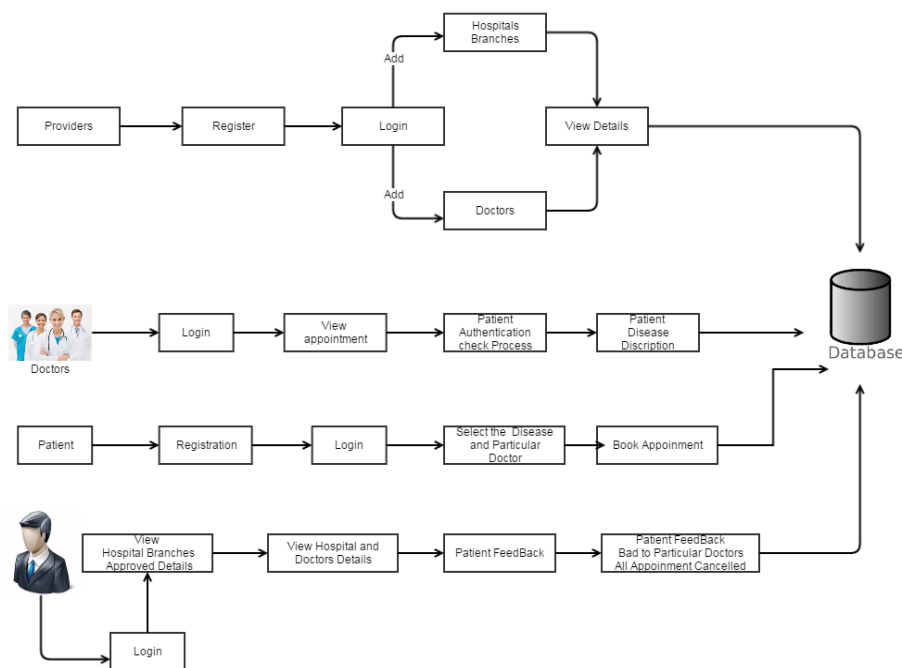 Hospitals
Branches
Add
Providers
Register
Login
View Details
Add
Doctors
Doctors
Login
View
appointment
Patient
Authentication
check Process
Patient
Disease
Discription
Database
Patient
Registration
Login
Select the Disease
and Particular
Doctor
Book Appoinment
View
Hospital Branches
Approved Details
View Hospital and
Doctors Details
Patient FeedBack
Patient FeedBack
Bad to Particular Doctors
All Appoinment Cancelled
Login